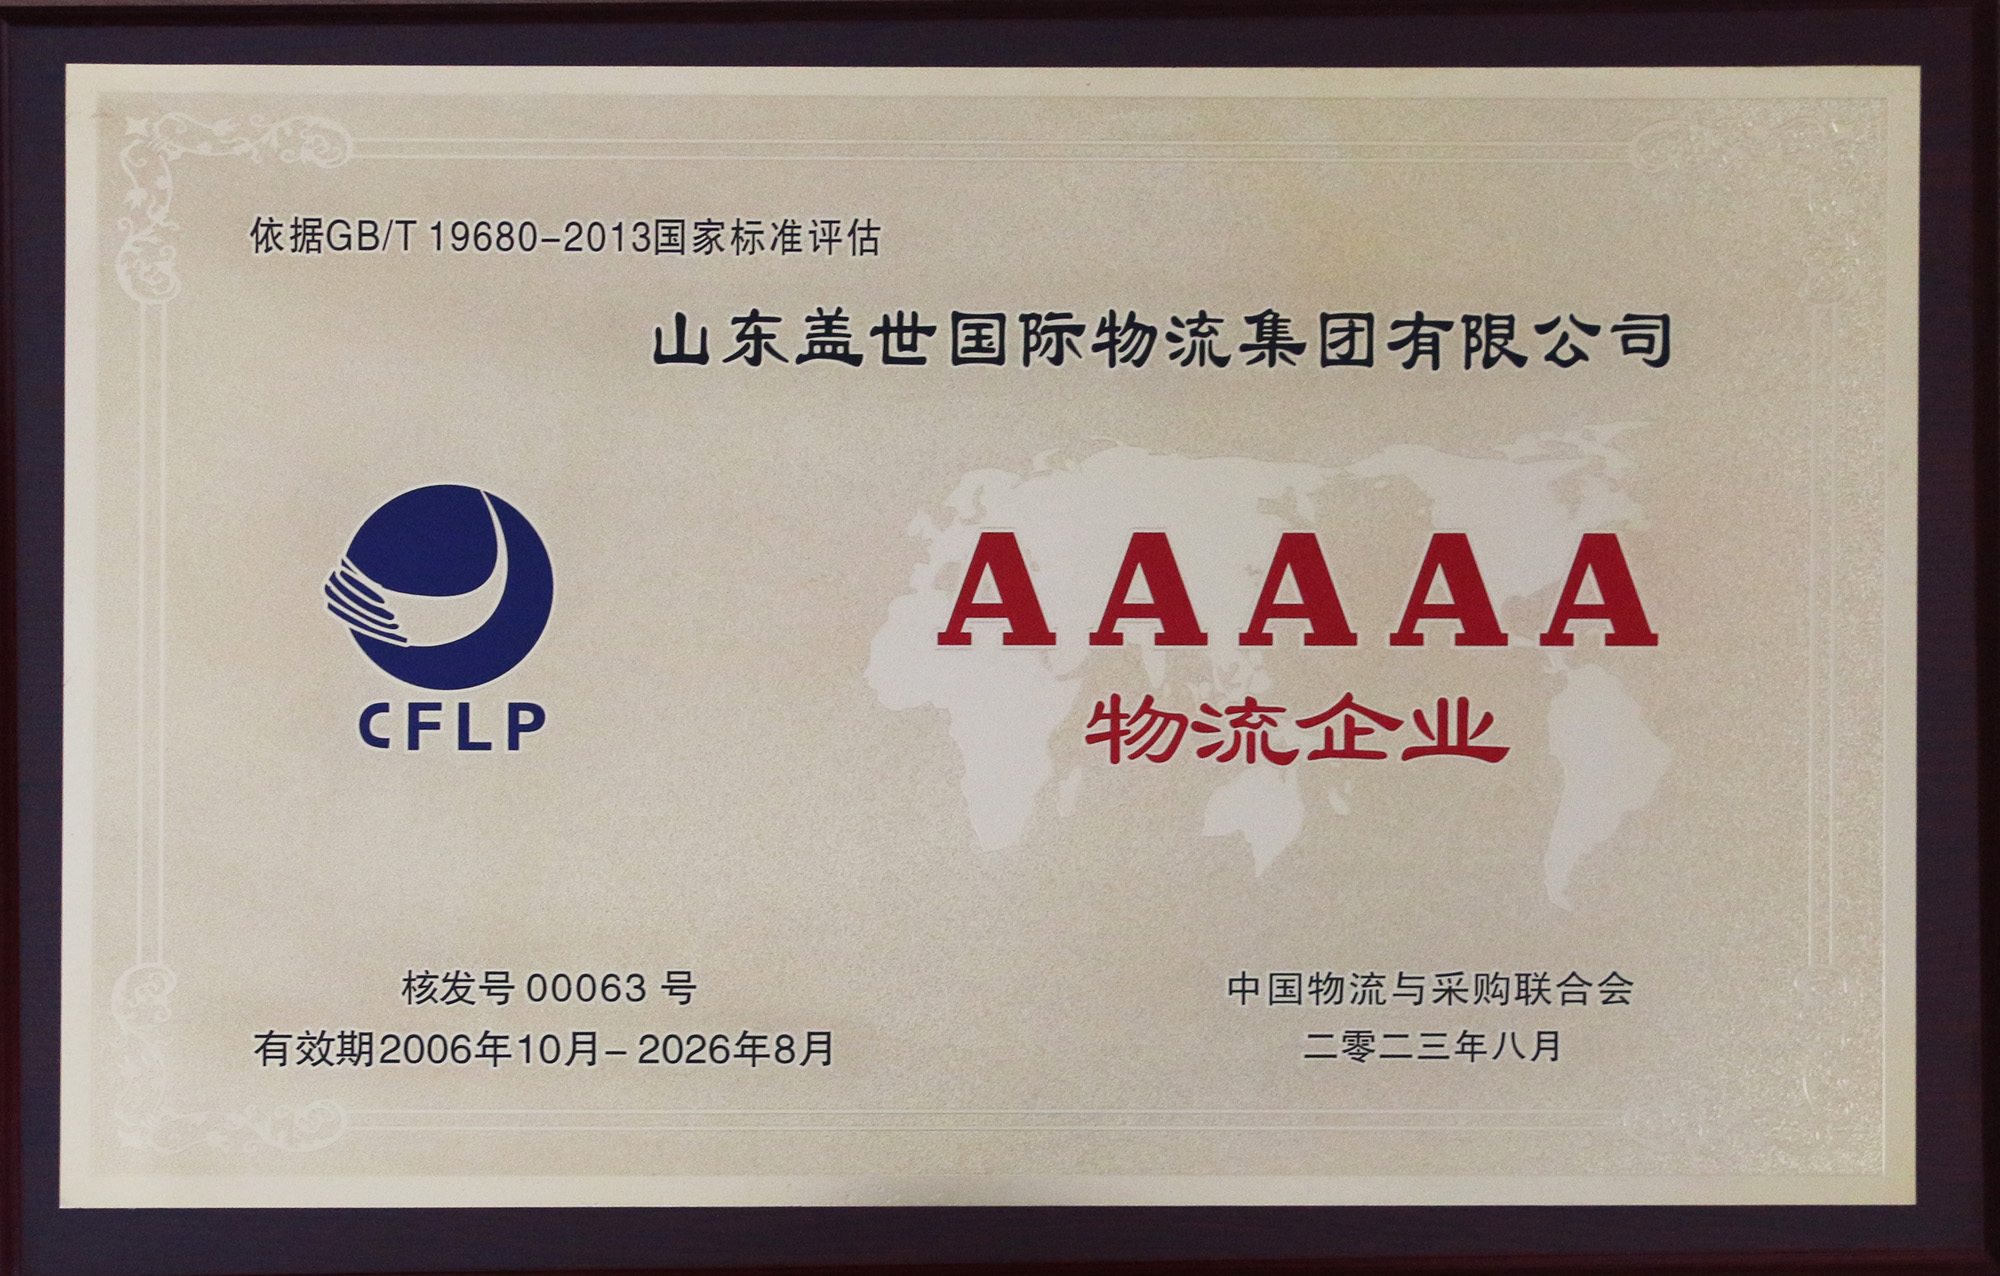 依据GB/T 19680-2013国家标准评估
山东盖世国际物流集团有限公司
CFLP
AAAAA
物流企业
核发号 00063 号
有效期2006年10月-2026年8月
中国物流与采购联合会
二零二三年八月